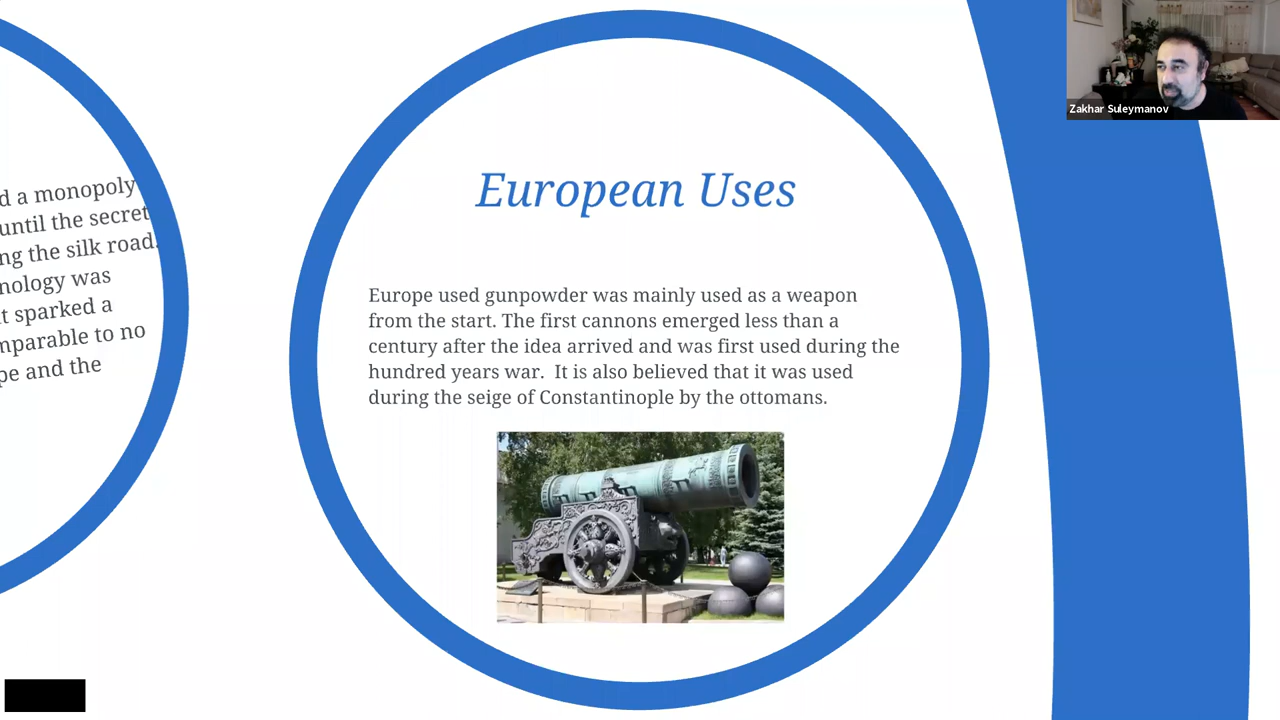 d a monopoly
until the secret
ng the silk road.
nology was
t sparked a
mparable to no
pe and the
European Uses
Europe used gunpowder was mainly used as a weapon
from the start. The first cannons emerged less than a
century after the idea arrived and was first used during the
hundred years war.  It is also believed that it was used
during the seige of Constantinople by the ottomans.
Zakhar Suleymanov